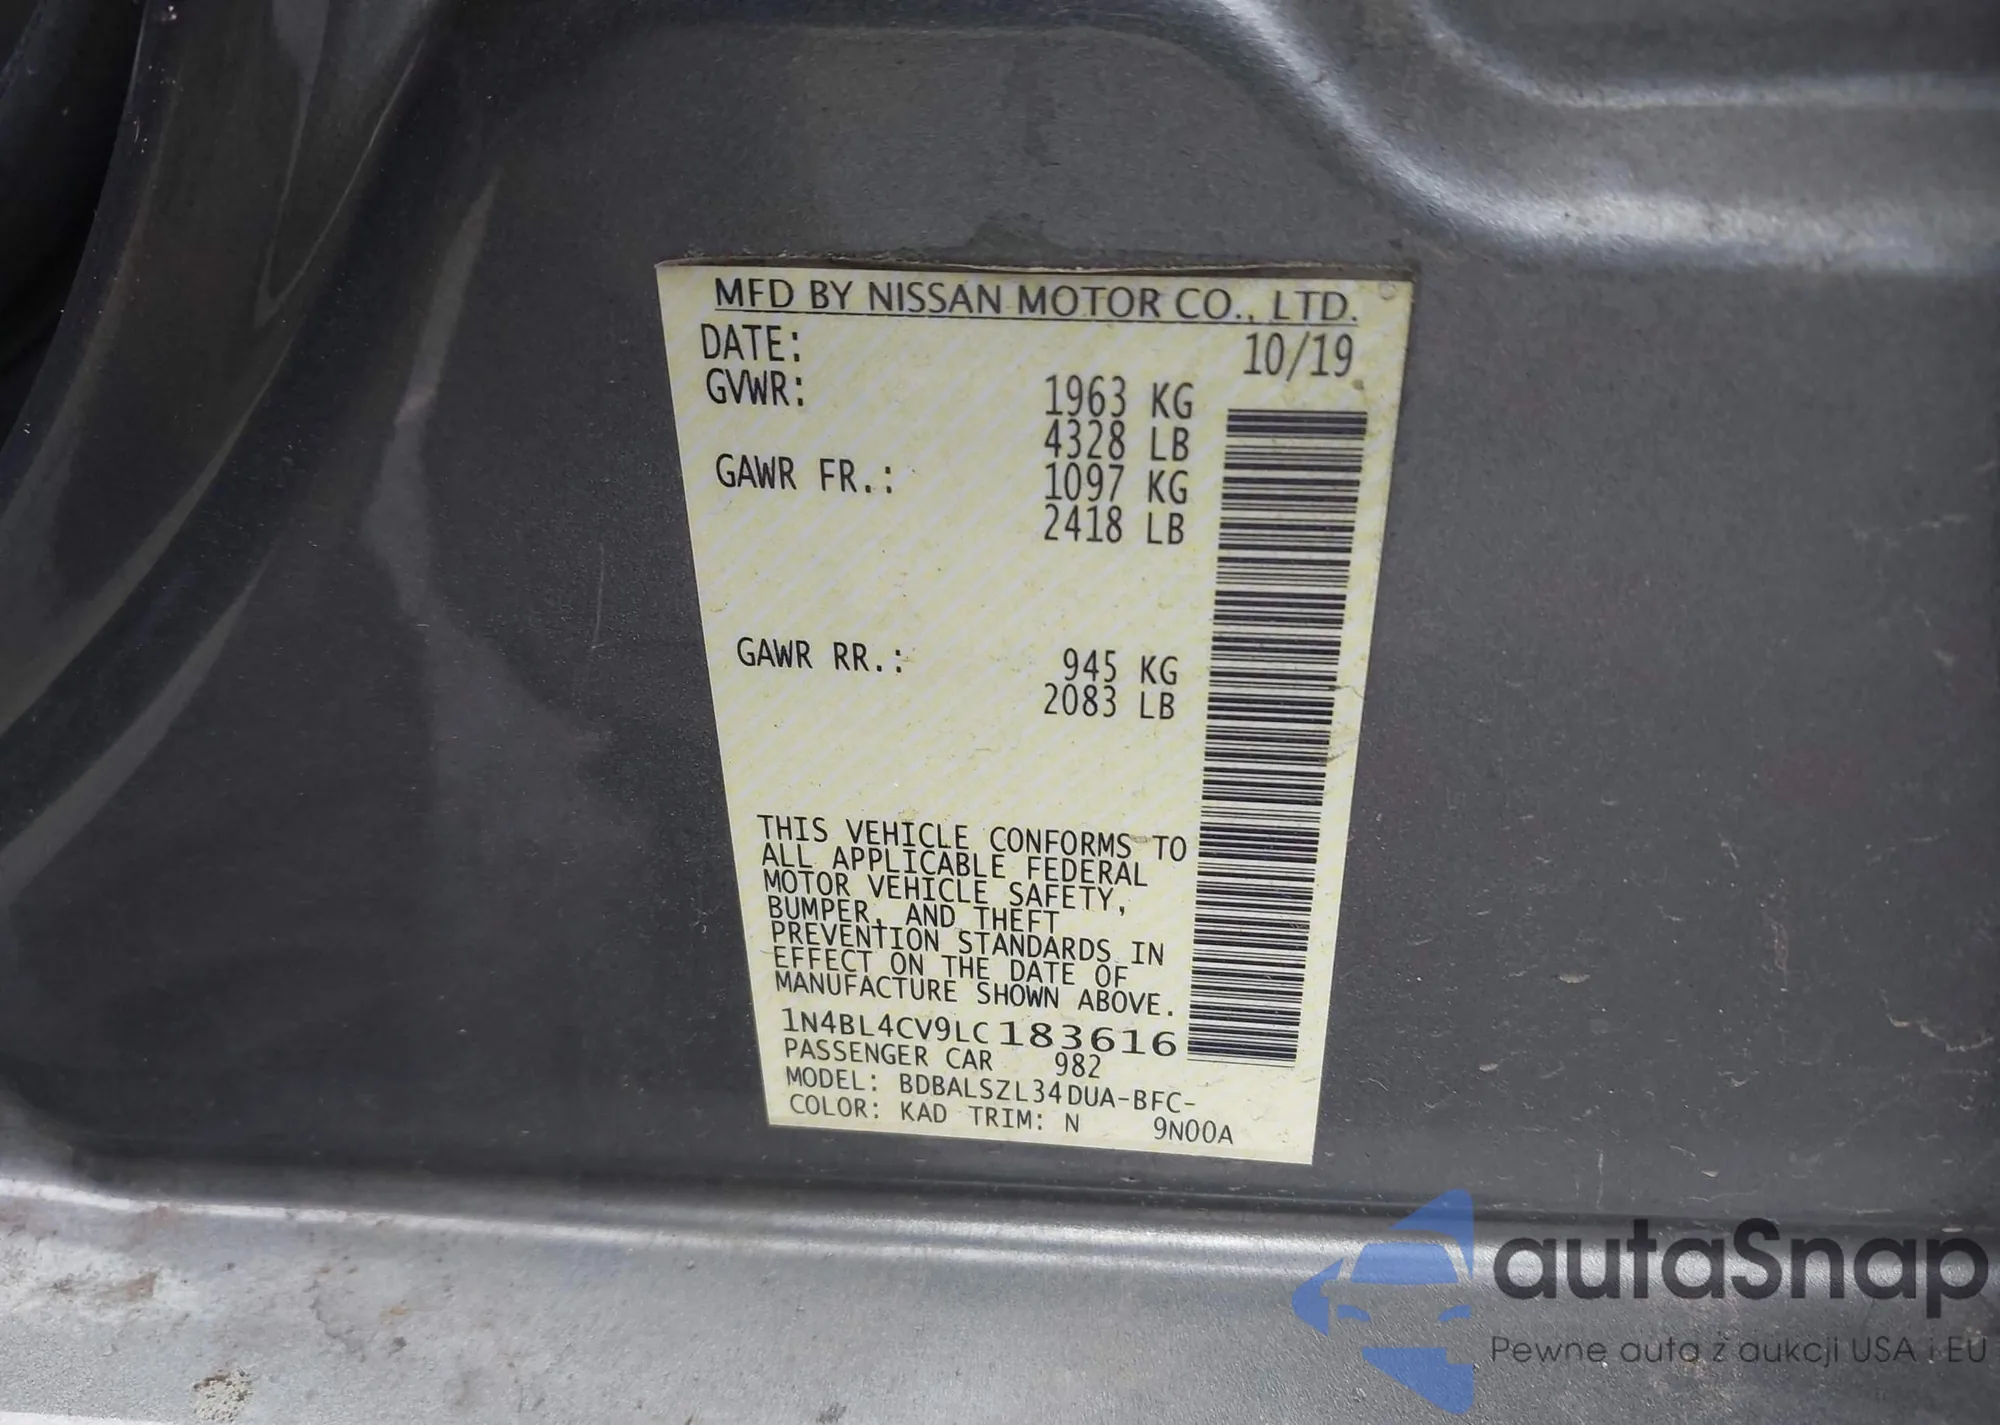 MFD BY NISSAN MOTOR CO., LTD.
DATE: 10/19
GVWR: 1963 KG
4328 LB
GAWR FR.: 1097 KG
2418 LB
GAWR RR.: 945 KG
2083 LB
THIS VEHICLE CONFORMS TO
ALL APPLICABLE FEDERAL
MOTOR VEHICLE SAFETY,
BUMPER, AND THEFT
PREVENTION STANDARDS IN
EFFECT ON THE DATE OF
MANUFACTURE SHOWN ABOVE.
1N4BL4CV9LC183616
PASSENGER CAR 982
MODEL: BDBALSZL34DUA-BFC-
COLOR: KAD TRIM: N 9N00A
autaSnap
Pewne auta z aukcji USA i EU